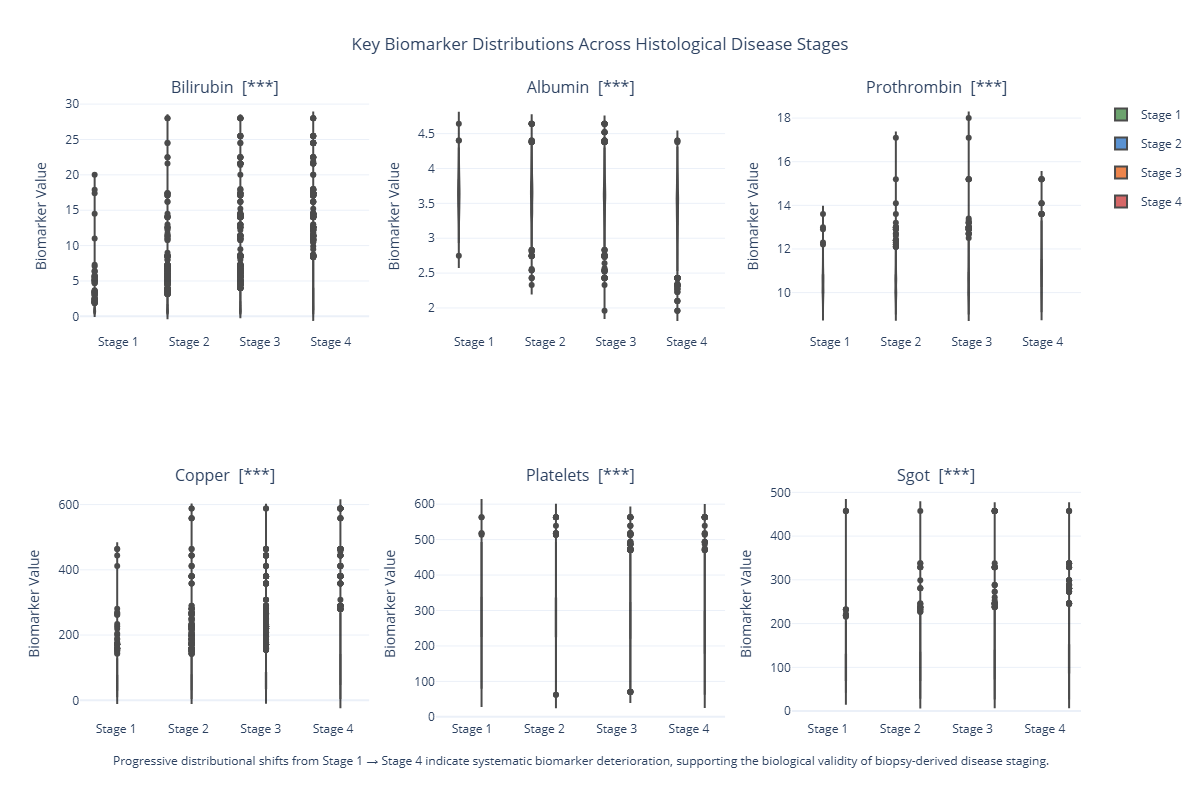 Key Biomarker Distributions Across Histological Disease Stages
Bilirubin [***]
Albumin [***]
Prothrombin [***]
Biomarker Value
30
25
20
15
10
5
0
Stage 1
Stage 2
Stage 3
Stage 4
Biomarker Value
4.5
4
3.5
3
2.5
2
Stage 1
Stage 2
Stage 3
Stage 4
Biomarker Value
18
16
14
12
10
Stage 1
Stage 2
Stage 3
Stage 4
Stage 1
Stage 2
Stage 3
Stage 4
Copper [***]
Platelets [***]
Sgot [***]
Biomarker Value
600
400
200
0
Stage 1
Stage 2
Stage 3
Stage 4
Biomarker Value
600
500
400
300
200
100
0
Stage 1
Stage 2
Stage 3
Stage 4
Biomarker Value
500
400
300
200
100
0
Stage 1
Stage 2
Stage 3
Stage 4
Progressive distributional shifts from Stage 1 → Stage 4 indicate systematic biomarker deterioration, supporting the biological validity of biopsy-derived disease staging.